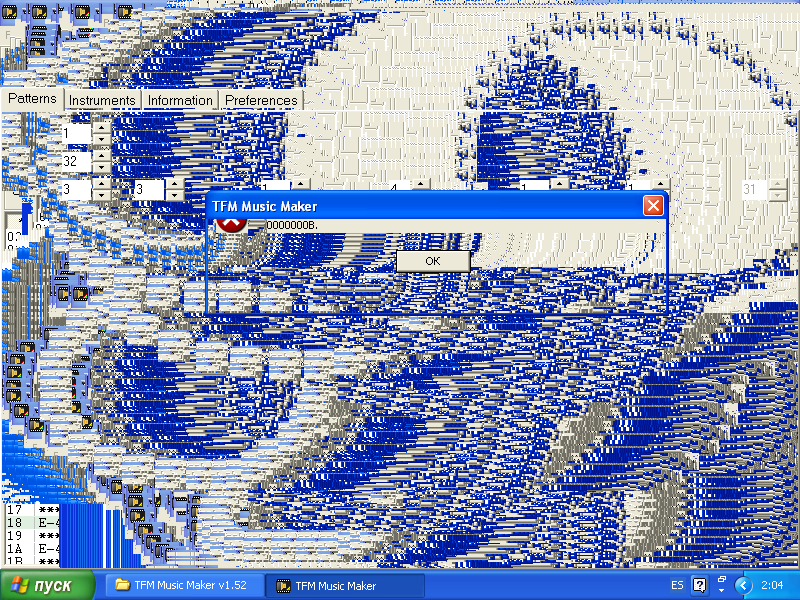 Patterns Instruments Information Preferences
1
32
3 3 1 4 1 1 31
TFM Music Maker
0000000B.
OK
17 ***
18 E-4
19 ***
1A E-4
1B ***
пуск TFM Music Maker v1.52 TFM Music Maker ES 2:04